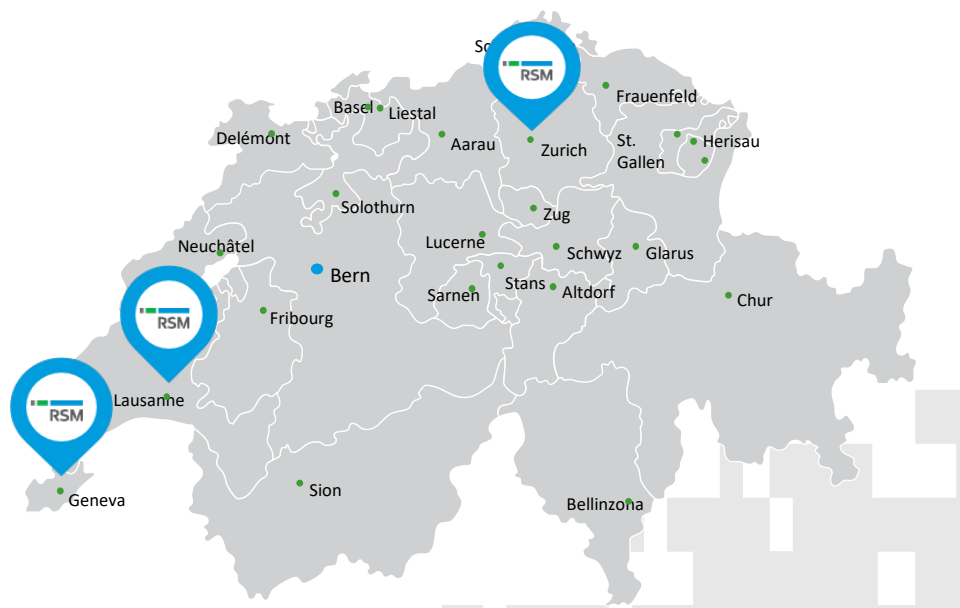 RSM
Frauenfeld
Basel
Liestal
Delémont
Aarau
Zurich
St.
Gallen
Herisau
Solothurn
Zug
Neuchâtel
Lucerne
Schwyz
Glarus
Bern
Sarnen
Stans
Altdorf
Chur
RSM
Fribourg
Lausanne
RSM
Geneva
Sion
Bellinzona